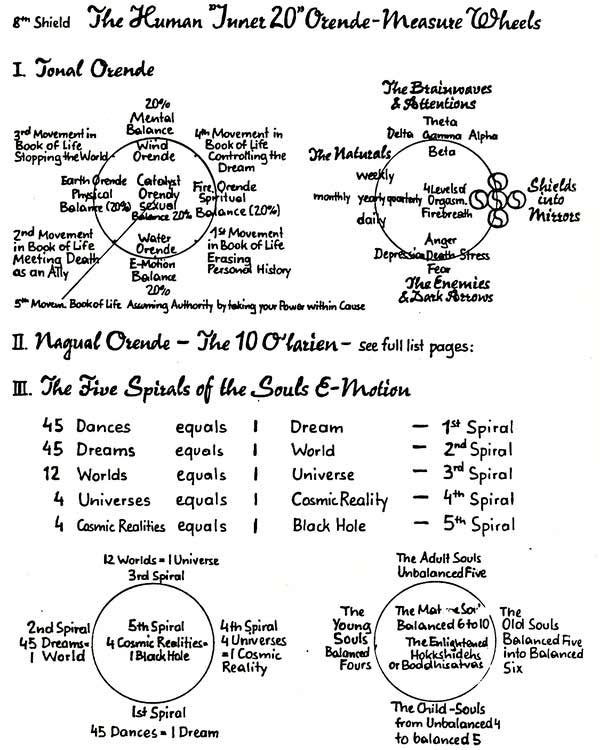 8th Shield The Human "Inner 20" Orende-Measure Wheels
I. Tonal Orende
20%
Mental
Balance
Wind
Orende
3rd Movement in
Book of Life
Stopping the World
4th Movement in
Book of Life
Controlling the
Dream
Earth Orende
Physical
Balance (20%)
Catalyst
Orendy
Sexual
Balance 20%
Fire Orende
Spiritual
Balance (20%)
2nd Movement
in Book of Life
Meeting Death
as an Ally
Water
Orende
E-Motion
Balance
20%
1st Movement
in Book of Life
Erasing
Personal History
5th Movem. Book of Life Assuming Authority by taking your Power within Cause
The Brainwaves
& Attentions
Theta
Delta Gamma Alpha
Beta
The Naturals
weekly
monthly yearly quarterly
daily
4 Levels of
Orgasm.
Firebreath
Shields
into
Mirrors
Anger
Depression Death Stress
Fear
The Enemies
& Dark Arrows
II. Nagual Orende - The 10 O'larien - see full list pages:
III. The Five Spirals of the Souls E-Motion
45 Dances equals 1 Dream - 1st Spiral
45 Dreams equals 1 World - 2nd Spiral
12 Worlds equals 1 Universe - 3rd Spiral
4 Universes equals 1 Cosmic Reality - 4th Spiral
4 Cosmic Realities equals 1 Black Hole - 5th Spiral
12 Worlds = 1 Universe
3rd Spiral
2nd Spiral
45 Dreams=
1 World
5th Spiral
4 Cosmic Realities=
1 Black Hole
4th Spiral
4 Universes
= 1 Cosmic
Reality
1st Spiral
45 Dances = 1 Dream
The Adult Souls
Unbalanced Five
The
Young
Souls
Balanced
Fours
The
Balanced 6 to 10
The Enlightened
Hokkshidehs
or Boddhisatvas
The
Old Souls
Balanced Five
into Balanced
Six
The Child-Souls
from Unbalanced 4
to balanced 5